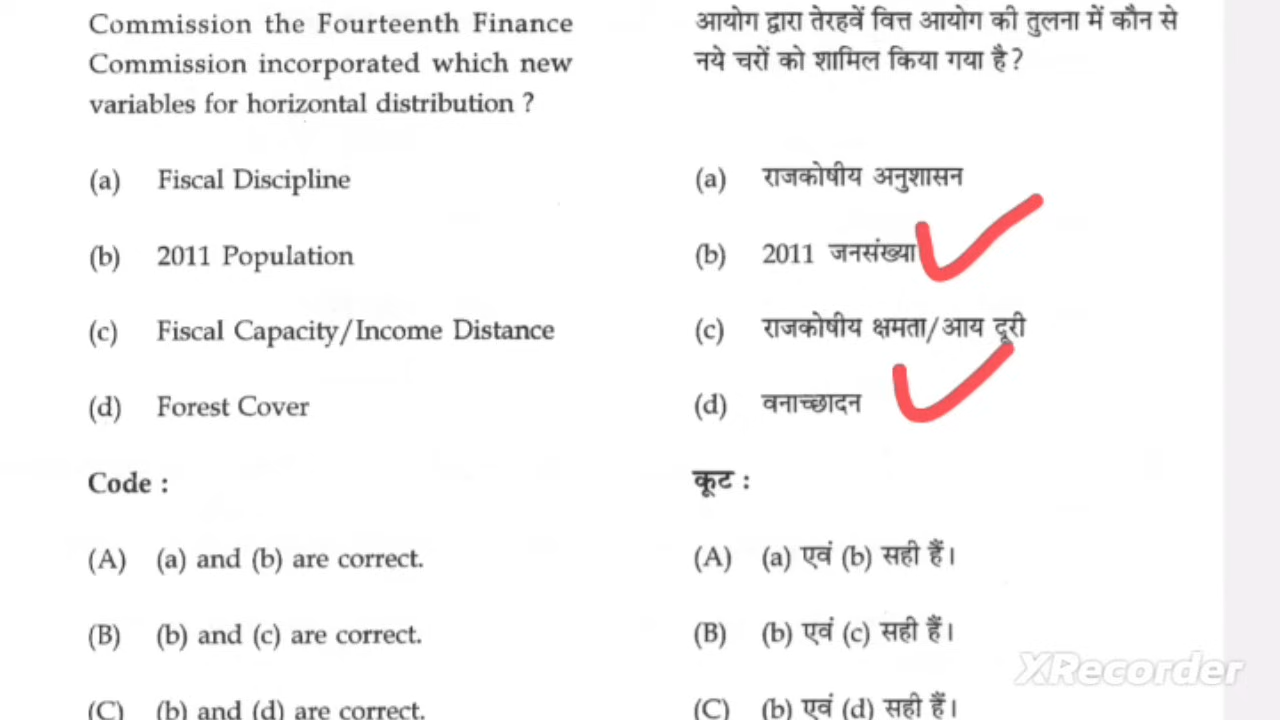 Commission the Fourteenth Finance
Commission incorporated which new
variables for horizontal distribution ?
(a) Fiscal Discipline
(b) 2011 Population
(c) Fiscal Capacity/Income Distance
(d) Forest Cover
Code :
(A) (a) and (b) are correct.
(B) (b) and (c) are correct.
(C) (b) and (d) are correct.
आयोग द्वारा तेरहवें वित्त आयोग की तुलना में कौन से
नये चरों को शामिल किया गया है ?
(a) राजकोषीय अनुशासन
(b) 2011 जनसंख्या
(c) राजकोषीय क्षमता/आय दूरी
(d) वनाच्छादन
कूट :
(A) (a) एवं (b) सही हैं।
(B) (b) एवं (c) सही हैं।
(C) (b) एवं (d) सही हैं।
XRecorder